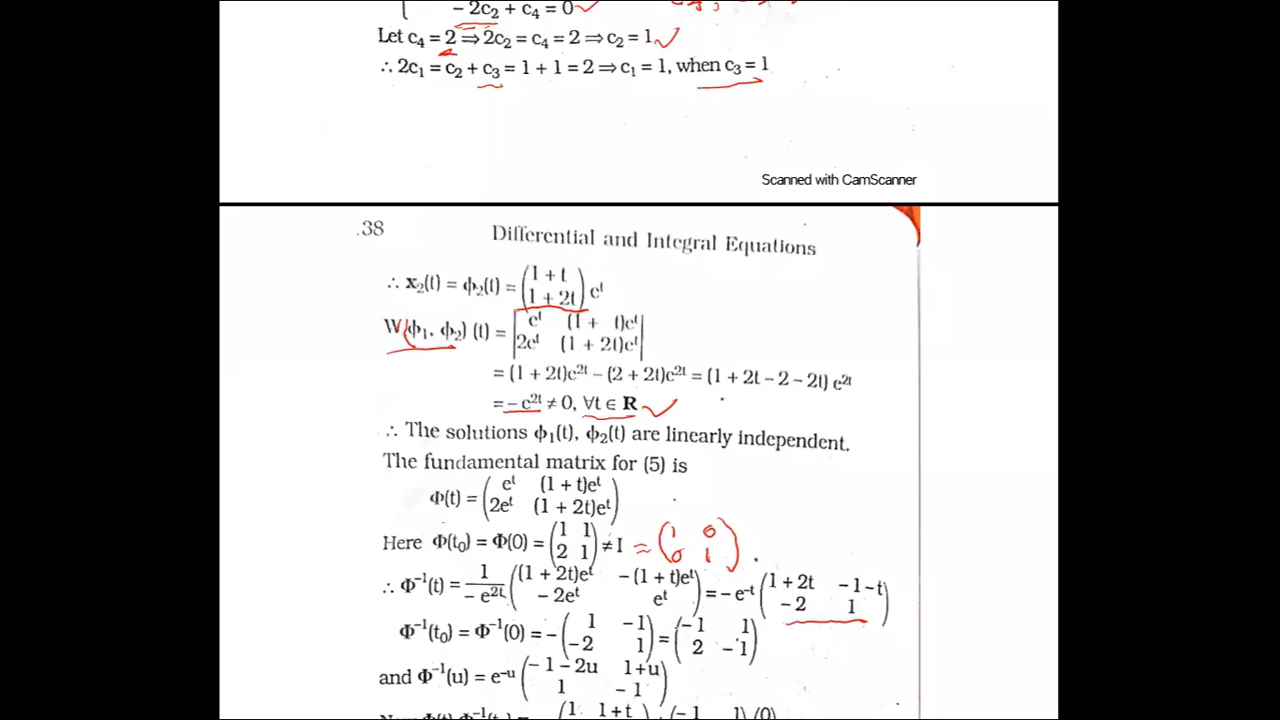 - 2c₂ + c₄ = 0
Let c₄ = 2 ⇒ 2c₂ = c₄ = 2 ⇒ c₂ = 1
∴ 2c₁ = c₂ + c₃ = 1 + 1 = 2 ⇒ c₁ = 1, when c₃ = 1
Scanned with CamScanner
.38 Differential and Integral Equations
∴ x₂(t) = ϕ₂(t) = (1 + t; 1 + 2t) eᵗ
W(ϕ₁, ϕ₂) (t) = |eᵗ (1 + t)eᵗ; 2eᵗ (1 + 2t)eᵗ|
= (1 + 2t)e²ᵗ – (2 + 2t)e²ᵗ = (1 + 2t – 2 – 2t) e²ᵗ
= – e²ᵗ ≠ 0, ∀t ∈ R
∴ The solutions ϕ₁(t), ϕ₂(t) are linearly independent.
The fundamental matrix for (5) is
Φ(t) = (eᵗ (1 + t)eᵗ; 2eᵗ (1 + 2t)eᵗ)
Here Φ(t₀) = Φ(0) = (1 1; 2 1) ≠ I = (1 0; 0 1)
∴ Φ⁻¹(t) = 1/(– e²ᵗ) ((1 + 2t)eᵗ – (1 + t)eᵗ; – 2eᵗ eᵗ) = – e⁻ᵗ (1 + 2t – 1 – t; – 2 1)
Φ⁻¹(t₀) = Φ⁻¹(0) = – (1 –1; –2 1) = (–1 1; 2 –1)
and Φ⁻¹(u) = e⁻ᵘ (– 1 – 2u 1+u; 1 – 1)